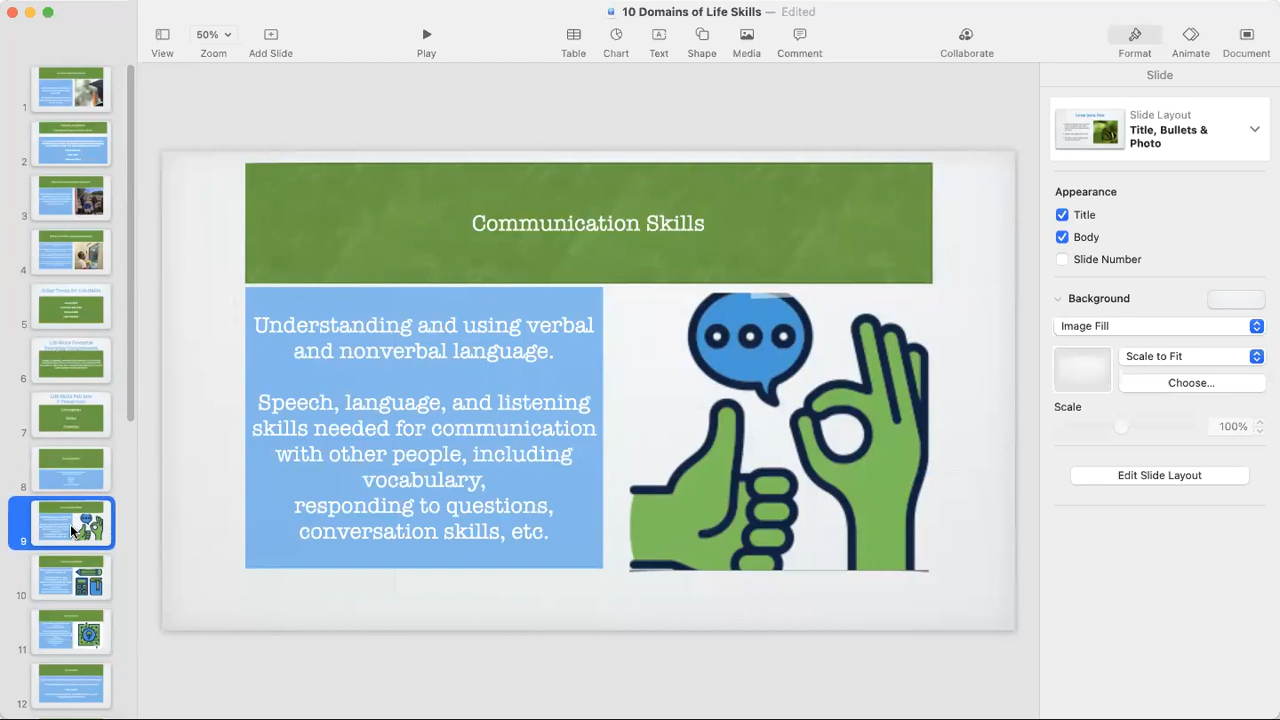 10 Domains of Life Skills — Edited
View
50%
Zoom
Add Slide
Play
Table
Chart
Text
Shape
Media
Comment
Collaborate
Format
Animate
Document
1
2
3
4
5
6
7
8
9
10
11
12
Communication Skills
Understanding and using verbal
and nonverbal language.
Speech, language, and listening
skills needed for communication
with other people, including
vocabulary,
responding to questions,
conversation skills, etc.
Slide
Slide Layout
Title, Bullets &
Photo
Appearance
Title
Body
Slide Number
Background
Image Fill
Scale to Fit
Choose...
Scale
100%
Edit Slide Layout